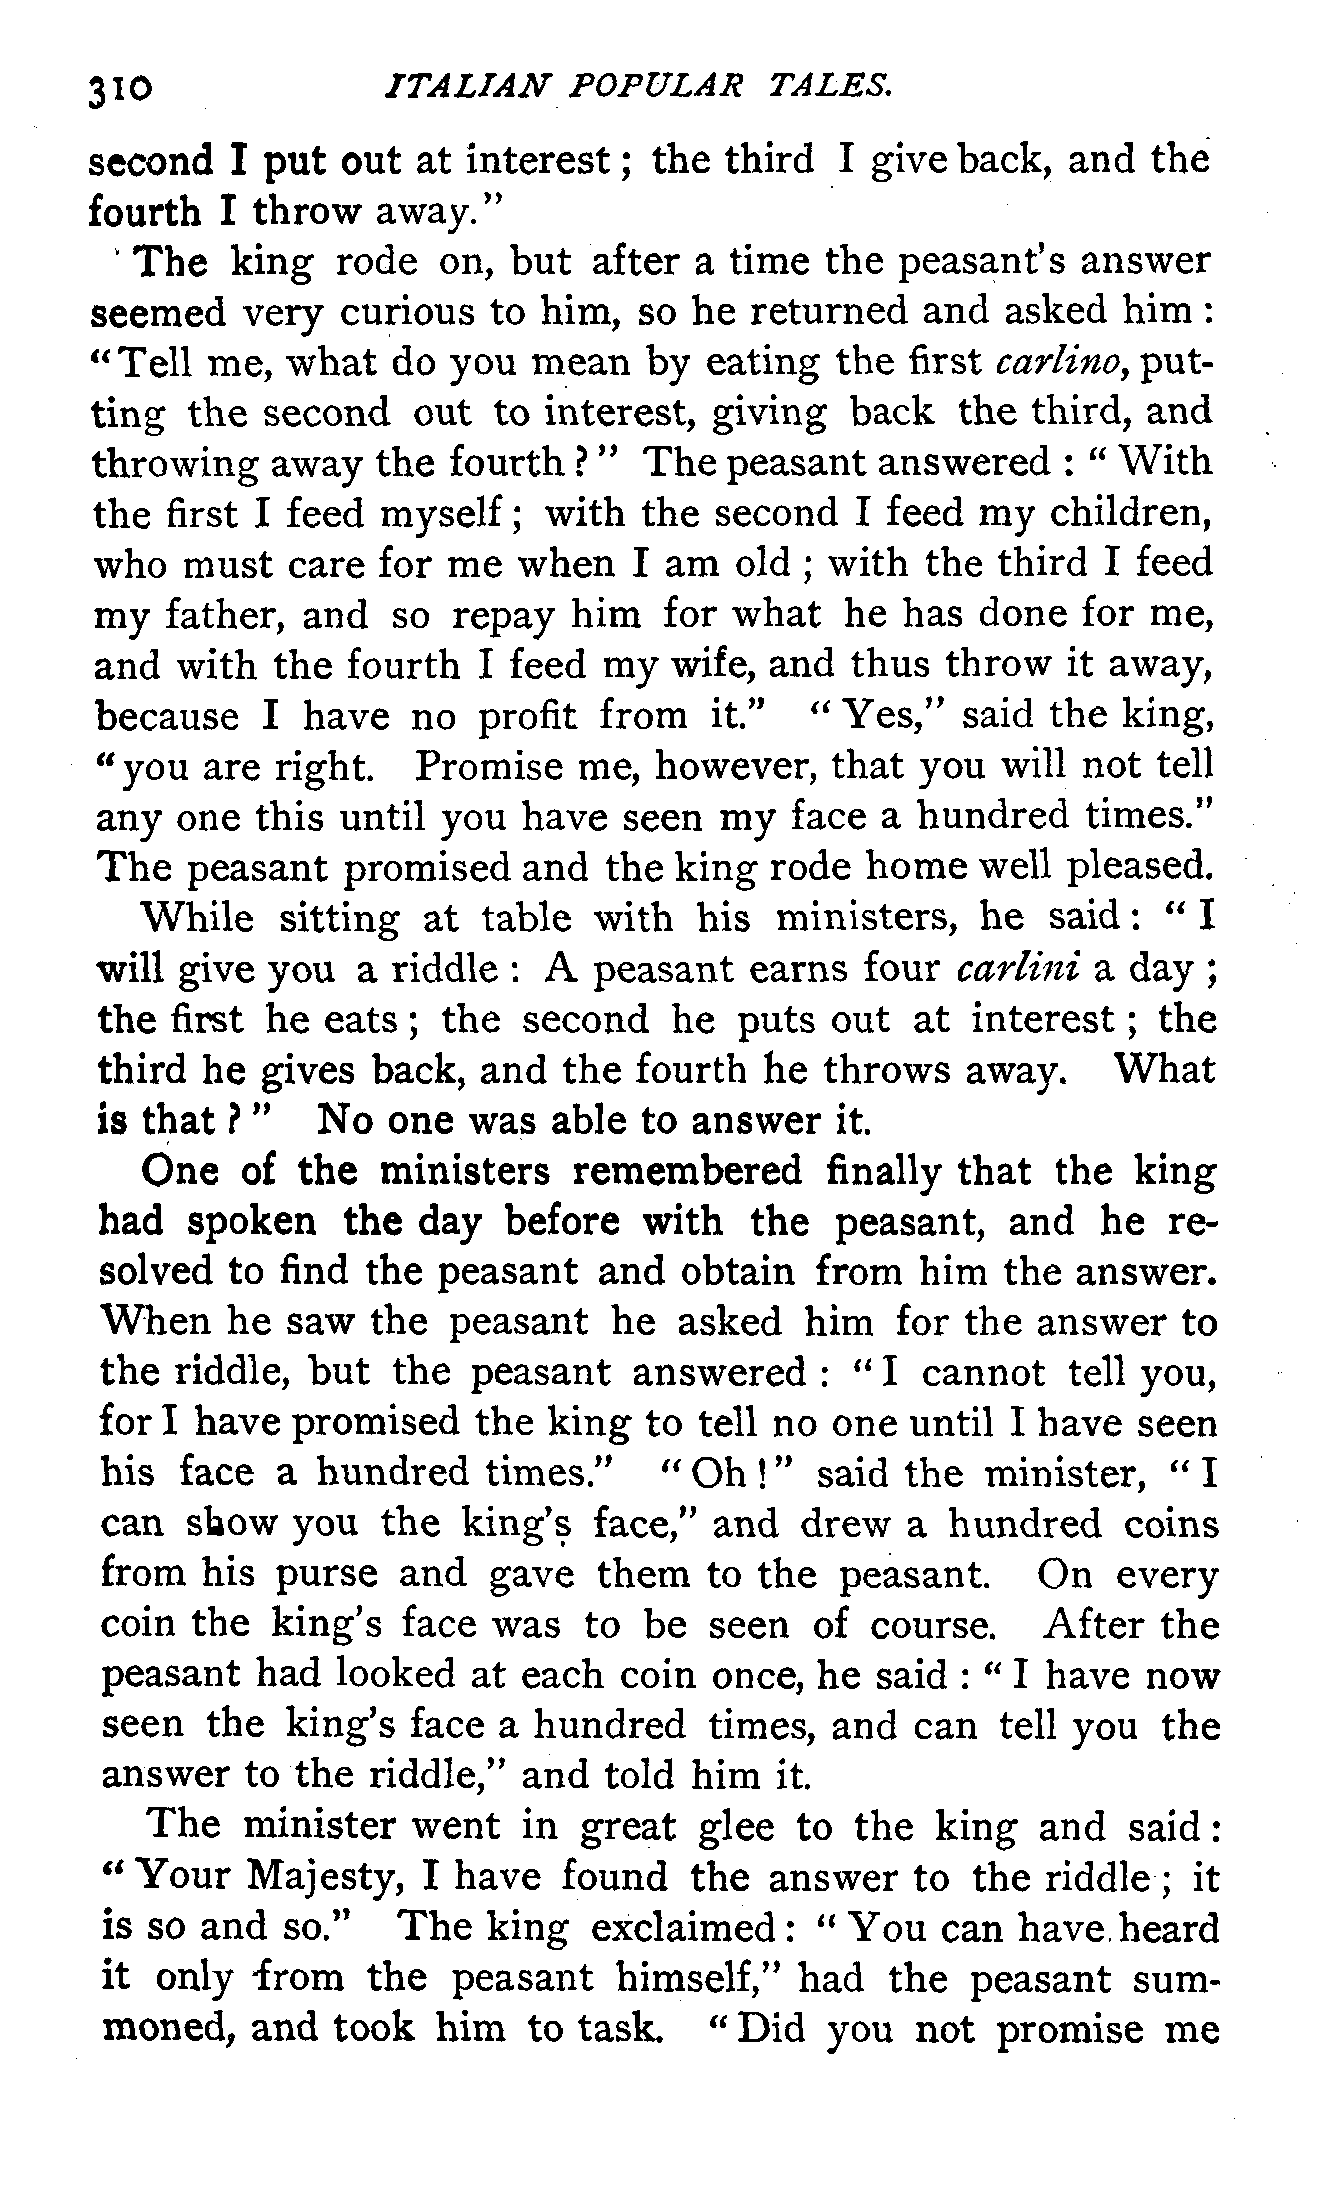 310 ITALIAN POPULAR TALES.
second I put out at interest ; the third I give back, and the
fourth I throw away."
The king rode on, but after a time the peasant's answer
seemed very curious to him, so he returned and asked him :
"Tell me, what do you mean by eating the first carlino, put-
ting the second out to interest, giving back the third, and
throwing away the fourth ? " The peasant answered : " With
the first I feed myself ; with the second I feed my children,
who must care for me when I am old ; with the third I feed
my father, and so repay him for what he has done for me,
and with the fourth I feed my wife, and thus throw it away,
because I have no profit from it." " Yes," said the king,
"you are right. Promise me, however, that you will not tell
any one this until you have seen my face a hundred times."
The peasant promised and the king rode home well pleased.
While sitting at table with his ministers, he said : " I
will give you a riddle : A peasant earns four carlini a day ;
the first he eats ; the second he puts out at interest ; the
third he gives back, and the fourth he throws away. What
is that ? " No one was able to answer it.
One of the ministers remembered finally that the king
had spoken the day before with the peasant, and he re-
solved to find the peasant and obtain from him the answer.
When he saw the peasant he asked him for the answer to
the riddle, but the peasant answered : " I cannot tell you,
for I have promised the king to tell no one until I have seen
his face a hundred times." " Oh ! " said the minister, " I
can show you the king's face," and drew a hundred coins
from his purse and gave them to the peasant. On every
coin the king's face was to be seen of course. After the
peasant had looked at each coin once, he said : " I have now
seen the king's face a hundred times, and can tell you the
answer to the riddle," and told him it.
The minister went in great glee to the king and said :
" Your Majesty, I have found the answer to the riddle ; it
is so and so." The king exclaimed : " You can have heard
it only from the peasant himself," had the peasant sum-
moned, and took him to task. " Did you not promise me